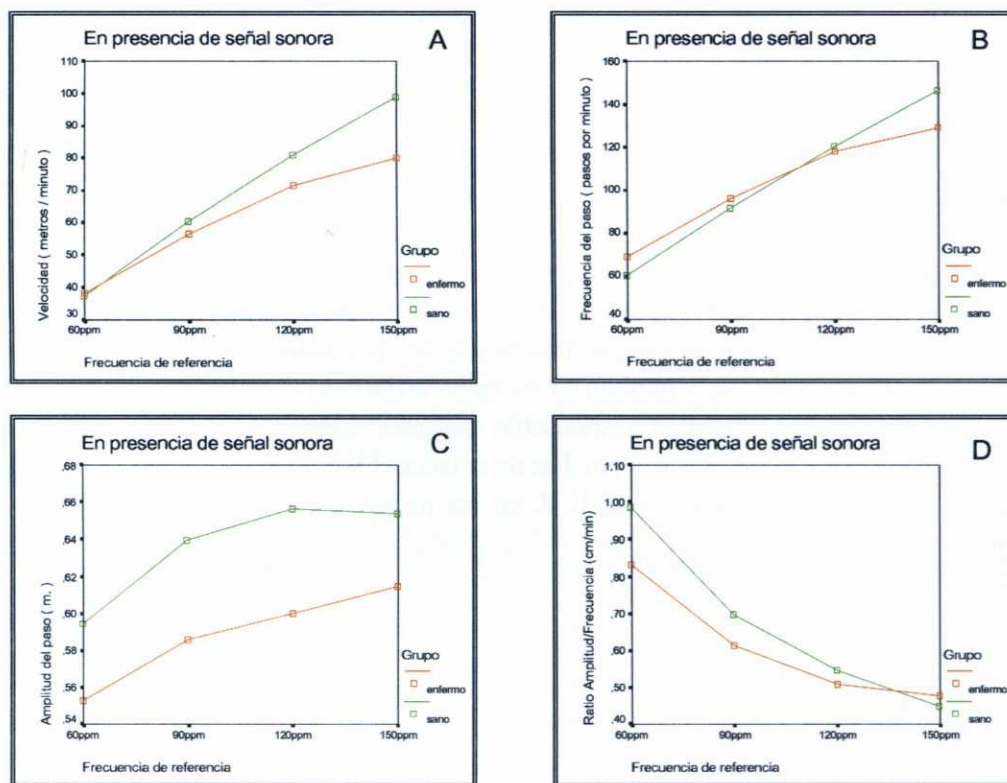 En presencia de señal sonora
A
110
100
90
80
70
60
50
40
30
Velocidad ( metros / minuto )
60ppm 90ppm 120ppm 150ppm
Frecuencia de referencia
Grupo
enfermo
sano
En presencia de señal sonora
B
160
140
120
100
80
60
40
Frecuencia del paso ( pasos por minuto )
60ppm 90ppm 120ppm 150ppm
Frecuencia de referencia
Grupo
enfermo
sano
En presencia de señal sonora
C
,68
,66
,64
,62
,60
,58
,56
,54
Amplitud del paso ( m. )
60ppm 90ppm 120ppm 150ppm
Frecuencia de referencia
Grupo
enfermo
sano
En presencia de señal sonora
D
1,10
1,00
,90
,80
,70
,60
,50
,40
Ratio Amplitud/Frecuencia (cm/min)
60ppm 90ppm 120ppm 150ppm
Frecuencia de referencia
Grupo
enfermo
sano